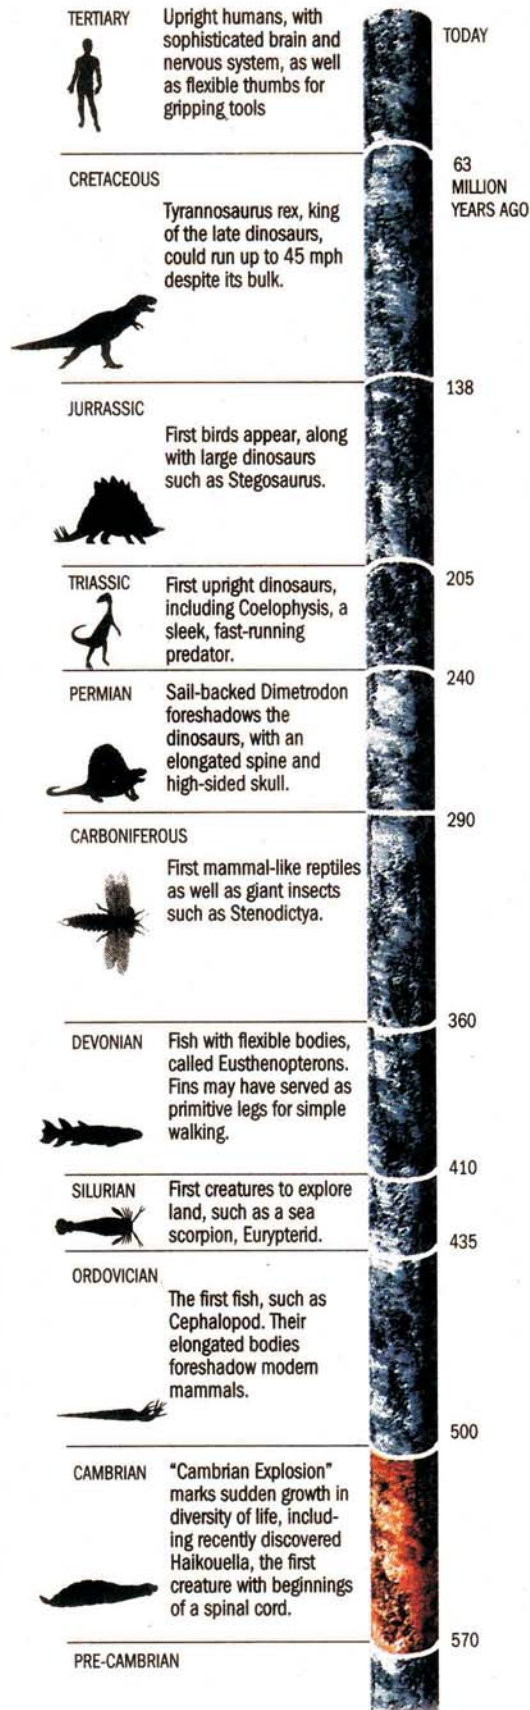 TERTIARY
Upright humans, with
sophisticated brain and
nervous system, as well
as flexible thumbs for
gripping tools
TODAY
63
MILLION
YEARS AGO
CRETACEOUS
Tyrannosaurus rex, king
of the late dinosaurs,
could run up to 45 mph
despite its bulk.
138
JURRASSIC
First birds appear, along
with large dinosaurs
such as Stegosaurus.
205
TRIASSIC
First upright dinosaurs,
including Coelophysis, a
sleek, fast-running
predator.
240
PERMIAN
Sail-backed Dimetrodon
foreshadows the
dinosaurs, with an
elongated spine and
high-sided skull.
290
CARBONIFEROUS
First mammal-like reptiles
as well as giant insects
such as Stenodictya.
360
DEVONIAN
Fish with flexible bodies,
called Eusthenopterons.
Fins may have served as
primitive legs for simple
walking.
410
SILURIAN
First creatures to explore
land, such as a sea
scorpion, Eurypterid.
435
ORDOVICIAN
The first fish, such as
Cephalopod. Their
elongated bodies
foreshadow modern
mammals.
500
CAMBRIAN
"Cambrian Explosion"
marks sudden growth in
diversity of life, includ-
ing recently discovered
Haikouella, the first
creature with beginnings
of a spinal cord.
570
PRE-CAMBRIAN